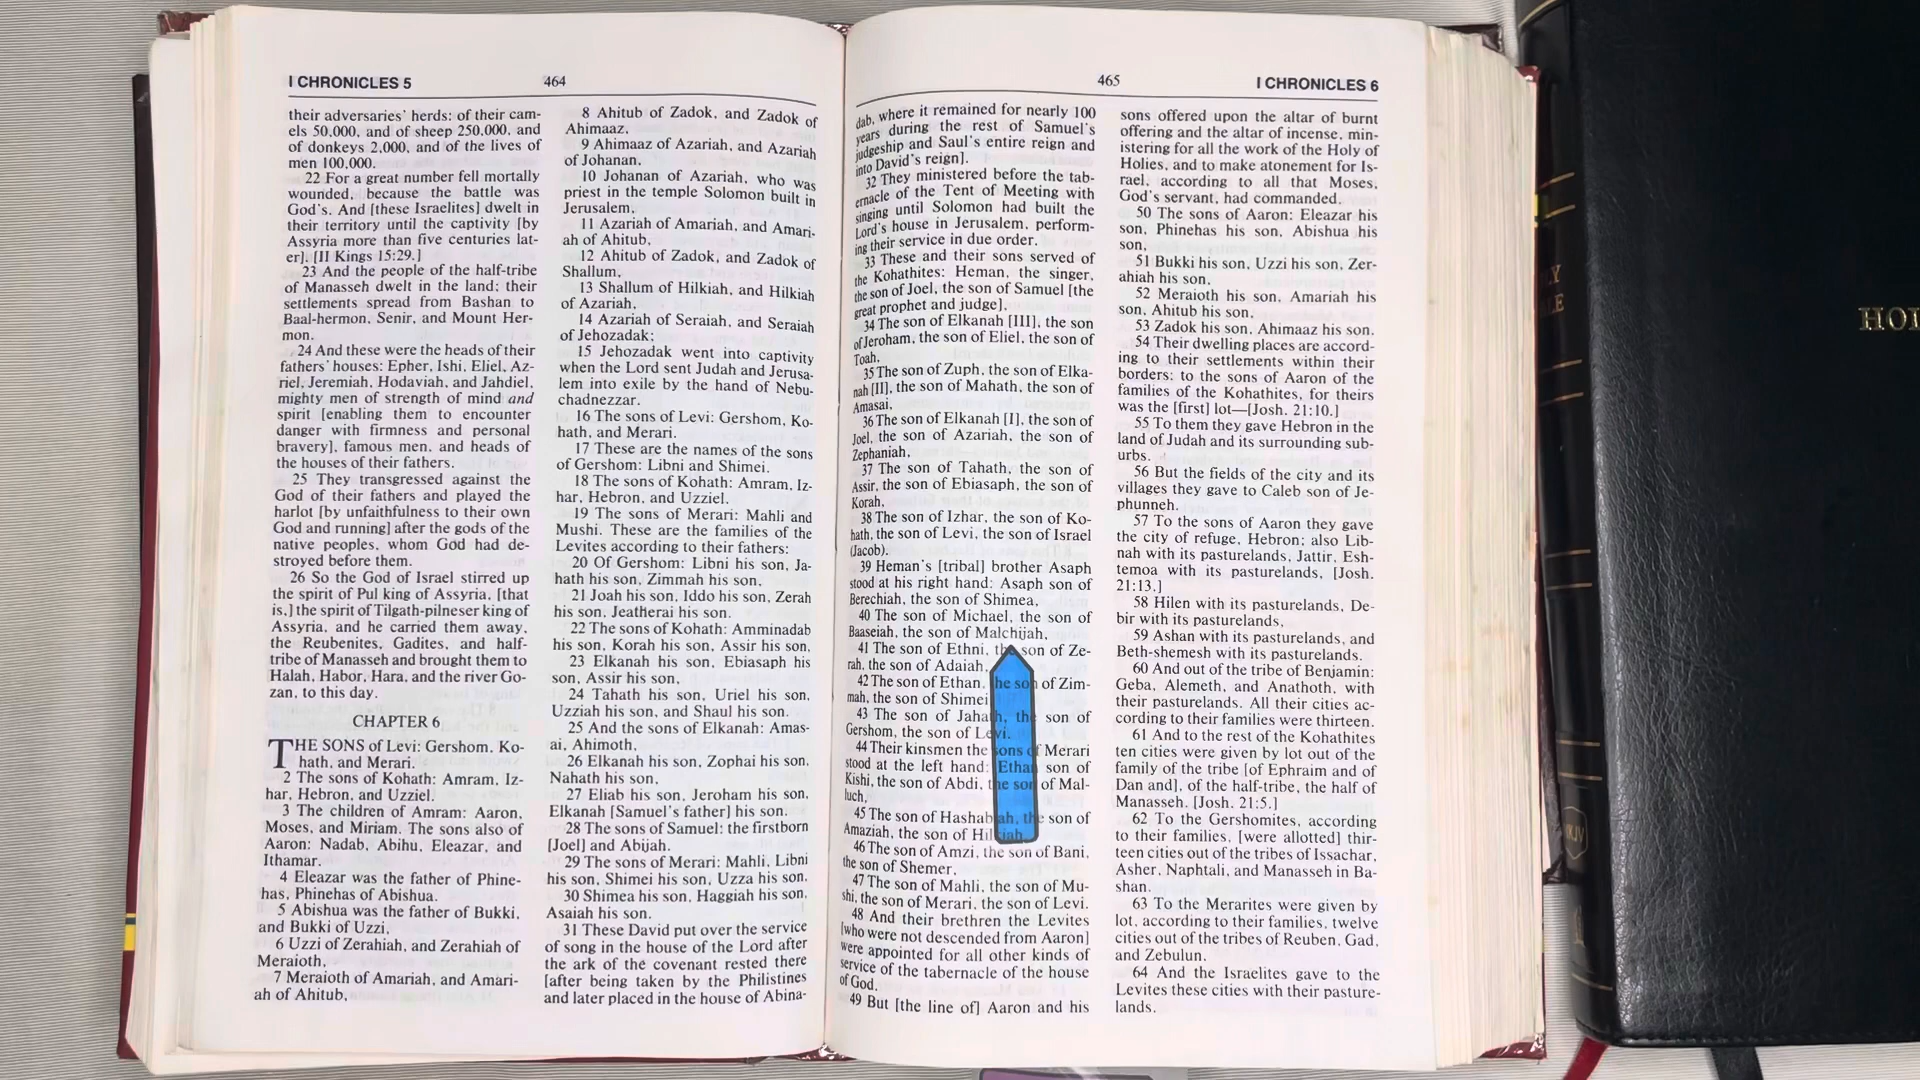 I CHRONICLES 5
464
their adversaries' herds: of their cam-
els 50,000, and of sheep 250,000, and
of donkeys 2,000, and of the lives of
men 100,000.
22 For a great number fell mortally
wounded, because the battle was
God's. And [these Israelites] dwelt in
their territory until the captivity [by
Assyria more than five centuries lat-
er]. [II Kings 15:29.]
23 And the people of the half-tribe
of Manasseh dwelt in the land; their
settlements spread from Bashan to
Baal-hermon, Senir, and Mount Her-
mon.
24 And these were the heads of their
fathers' houses: Epher, Ishi, Eliel, Az-
riel, Jeremiah, Hodaviah, and Jahdiel,
mighty men of strength of mind and
spirit [enabling them to encounter
danger with firmness and personal
bravery], famous men, and heads of
the houses of their fathers.
25 They transgressed against the
God of their fathers and played the
harlot [by unfaithfulness to their own
God and running] after the gods of the
native peoples, whom God had de-
stroyed before them.
26 So the God of Israel stirred up
the spirit of Pul king of Assyria, [that
is,] the spirit of Tilgath-pilneser king of
Assyria, and he carried them away,
the Reubenites, Gadites, and half-
tribe of Manasseh and brought them to
Halah, Habor, Hara, and the river Go-
zan, to this day.
CHAPTER 6
THE SONS of Levi: Gershom, Ko-
hath, and Merari.
2 The sons of Kohath: Amram, Iz-
har, Hebron, and Uzziel.
3 The children of Amram: Aaron,
Moses, and Miriam. The sons also of
Aaron: Nadab, Abihu, Eleazar, and
Ithamar.
4 Eleazar was the father of Phine-
has, Phinehas of Abishua.
5 Abishua was the father of Bukki,
and Bukki of Uzzi,
6 Uzzi of Zerahiah, and Zerahiah of
Meraioth,
7 Meraioth of Amariah, and Amari-
ah of Ahitub,
8 Ahitub of Zadok, and Zadok of
Ahimaaz,
9 Ahimaaz of Azariah, and Azariah
of Johanan,
10 Johanan of Azariah, who was
priest in the temple Solomon built in
Jerusalem,
11 Azariah of Amariah, and Amari-
ah of Ahitub,
12 Ahitub of Zadok, and Zadok of
Shallum,
13 Shallum of Hilkiah, and Hilkiah
of Azariah,
14 Azariah of Seraiah, and Seraiah
of Jehozadak;
15 Jehozadak went into captivity
when the Lord sent Judah and Jerusa-
lem into exile by the hand of Nebu-
chadnezzar.
16 The sons of Levi: Gershom, Ko-
hath, and Merari.
17 These are the names of the sons
of Gershom: Libni and Shimei.
18 The sons of Kohath: Amram, Iz-
har, Hebron, and Uzziel.
19 The sons of Merari: Mahli and
Mushi. These are the families of the
Levites according to their fathers:
20 Of Gershom: Libni his son, Ja-
hath his son, Zimmah his son,
21 Joah his son, Iddo his son, Zerah
his son, Jeatherai his son.
22 The sons of Kohath: Amminadab
his son, Korah his son, Assir his son,
23 Elkanah his son, Ebiasaph his
son, Assir his son,
24 Tahath his son, Uriel his son,
Uzziah his son, and Shaul his son.
25 And the sons of Elkanah: Amas-
ai, Ahimoth,
26 Elkanah his son, Zophai his son,
Nahath his son,
27 Eliab his son, Jeroham his son,
Elkanah [Samuel's father] his son.
28 The sons of Samuel: the firstborn
[Joel] and Abijah.
29 The sons of Merari: Mahli, Libni
his son, Shimei his son, Uzza his son,
30 Shimea his son, Haggiah his son,
Asaiah his son.
31 These David put over the service
of song in the house of the Lord after
the ark of the covenant rested there
[after being taken by the Philistines
and later placed in the house of Abina-
465
I CHRONICLES 6
dab, where it remained for nearly 100
years during the rest of Samuel's
judgeship and Saul's entire reign and
into David's reign].
32 They ministered before the tab-
ernacle of the Tent of Meeting with
singing until Solomon had built the
Lord's house in Jerusalem, perform-
ing their service in due order.
33 These and their sons served of
the Kohathites: Heman, the singer,
the son of Joel, the son of Samuel [the
great prophet and judge],
34 The son of Elkanah [III], the son
of Jeroham, the son of Eliel, the son of
Toah,
35 The son of Zuph, the son of Elka-
nah [II], the son of Mahath, the son of
Amasai,
36 The son of Elkanah [I], the son of
Joel, the son of Azariah, the son of
Zephaniah,
37 The son of Tahath, the son of
Assir, the son of Ebiasaph, the son of
Korah,
38 The son of Izhar, the son of Ko-
hath, the son of Levi, the son of Israel
(Jacob).
39 Heman's [tribal] brother Asaph
stood at his right hand: Asaph son of
Berechiah, the son of Shimea,
40 The son of Michael, the son of
Baaseiah, the son of Malchijah,
41 The son of Ethni, the son of Ze-
rah, the son of Adaiah,
42 The son of Ethan, the son of Zim-
mah, the son of Shimei
43 The son of Jahath, the son of
Gershom, the son of Levi.
44 Their kinsmen the sons of Merari
stood at the left hand: Ethan son of
Kishi, the son of Abdi, the son of Mal-
luch,
45 The son of Hashabiah, the son of
Amaziah, the son of Hilkiah,
46 The son of Amzi, the son of Bani,
the son of Shemer,
47 The son of Mahli, the son of Mu-
shi, the son of Merari, the son of Levi.
48 And their brethren the Levites
[who were not descended from Aaron]
were appointed for all other kinds of
service of the tabernacle of the house
of God.
49 But [the line of] Aaron and his
sons offered upon the altar of burnt
offering and the altar of incense, min-
istering for all the work of the Holy of
Holies, and to make atonement for Is-
rael, according to all that Moses,
God's servant, had commanded.
50 The sons of Aaron: Eleazar his
son, Phinehas his son, Abishua his
son,
51 Bukki his son, Uzzi his son, Zer-
ahiah his son,
52 Meraioth his son, Amariah his
son, Ahitub his son,
53 Zadok his son, Ahimaaz his son.
54 Their dwelling places are accord-
ing to their settlements within their
borders: to the sons of Aaron of the
families of the Kohathites, for theirs
was the [first] lot—[Josh. 21:10.]
55 To them they gave Hebron in the
land of Judah and its surrounding sub-
urbs.
56 But the fields of the city and its
villages they gave to Caleb son of Je-
phunneh.
57 To the sons of Aaron they gave
the city of refuge, Hebron; also Lib-
nah with its pasturelands, Jattir, Esh-
temoa with its pasturelands, [Josh.
21:13.]
58 Hilen with its pasturelands, De-
bir with its pasturelands,
59 Ashan with its pasturelands, and
Beth-shemesh with its pasturelands.
60 And out of the tribe of Benjamin:
Geba, Alemeth, and Anathoth, with
their pasturelands. All their cities ac-
cording to their families were thirteen.
61 And to the rest of the Kohathites
ten cities were given by lot out of the
family of the tribe [of Ephraim and of
Dan and], of the half-tribe, the half of
Manasseh. [Josh. 21:5.]
62 To the Gershomites, according
to their families, [were allotted] thir-
teen cities out of the tribes of Issachar,
Asher, Naphtali, and Manasseh in Ba-
shan.
63 To the Merarites were given by
lot, according to their families, twelve
cities out of the tribes of Reuben, Gad,
and Zebulun.
64 And the Israelites gave to the
Levites these cities with their pasture-
lands.
HOL